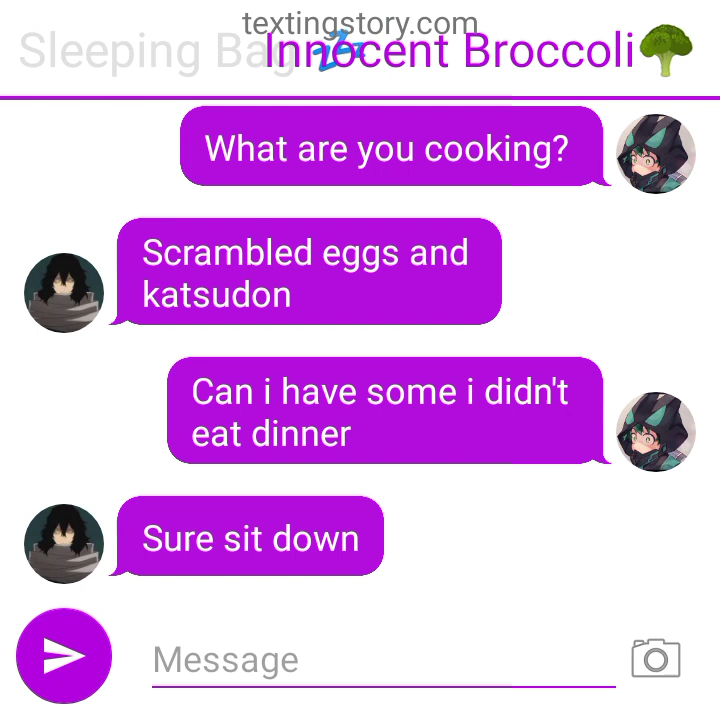 textingstory.com
Sleeping Bag💤
Innocent Broccoli🥦
What are you cooking?
Scrambled eggs and
katsudon
Can i have some i didn't
eat dinner
Sure sit down
Message